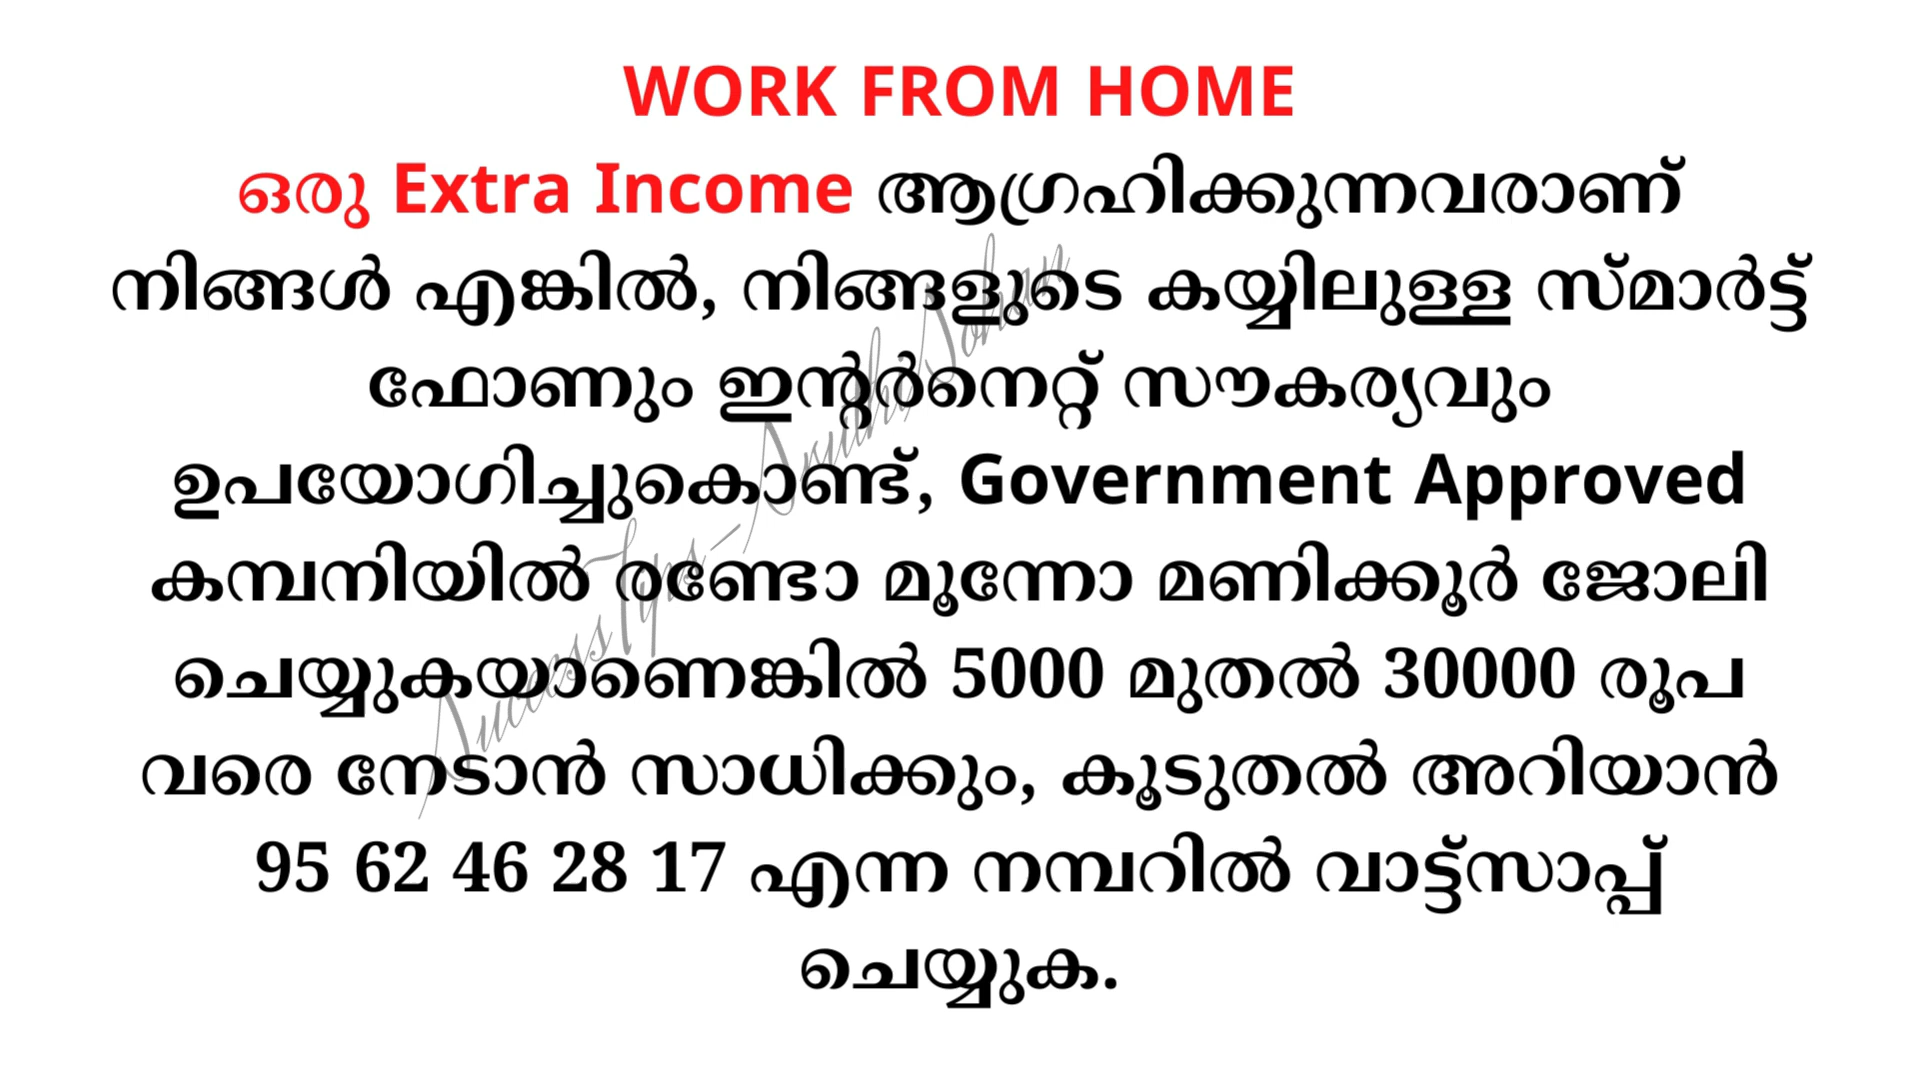 WORK FROM HOME
ഒരു Extra Income ആഗ്രഹിക്കുന്നവരാണ്
നിങ്ങൾ എങ്കിൽ, നിങ്ങളുടെ കയ്യിലുള്ള സ്മാർട്ട്
ഫോണും ഇന്റർനെറ്റ് സൗകര്യവും
ഉപയോഗിച്ചുകൊണ്ട്, Government Approved
കമ്പനിയിൽ രണ്ടോ മൂന്നോ മണിക്കൂർ ജോലി
ചെയ്യുകയാണെങ്കിൽ 5000 മുതൽ 30000 രൂപ
വരെ നേടാൻ സാധിക്കും, കൂടുതൽ അറിയാൻ
95 62 46 28 17 എന്ന നമ്പറിൽ വാട്ട്സാപ്പ്
ചെയ്യുക.